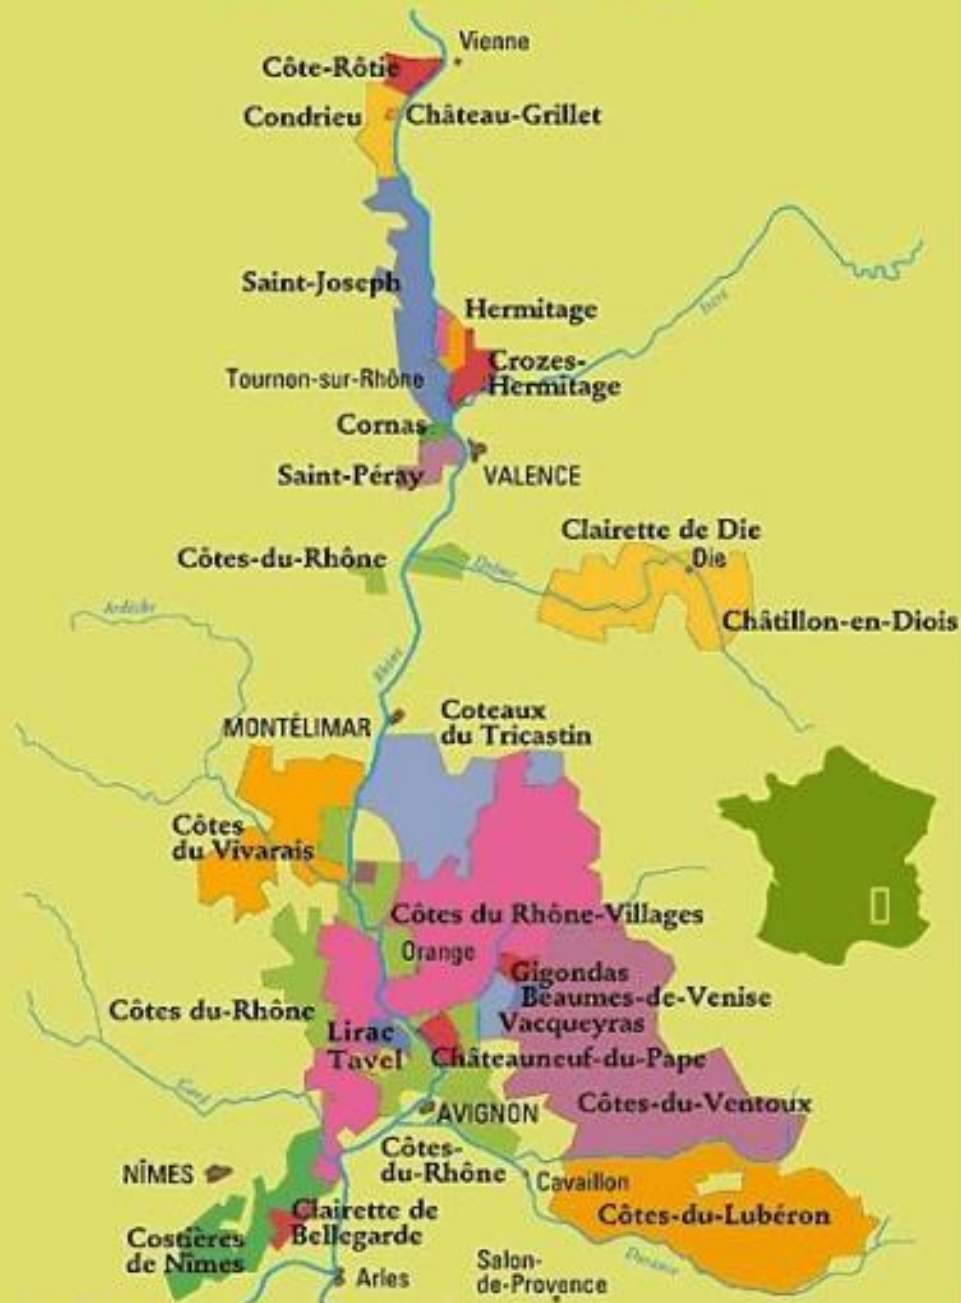 Vienne
Côte-Rôtie
Condrieu
Château-Grillet
Saint-Joseph
Isère
Hermitage
Crozes-
Hermitage
Tournon-sur-Rhône
Cornas
Saint-Péray
VALENCE
Clairette de Die
Côtes-du-Rhône
Die
Drôme
Ardèche
Châtillon-en-Diois
Rhône
MONTÉLIMAR
Coteaux
du Tricastin
Côtes
du Vivarais
Côtes du Rhône-Villages
Orange
Gigondas
Beaumes-de-Venise
Vacqueyras
Côtes du-Rhône
Lirac
Tavel
Châteauneuf-du-Pape
Gard
Côtes-du-Ventoux
AVIGNON
Côtes-
du-Rhône
NÎMES
Cavaillon
Clairette de
Bellegarde
Côtes-du-Lubéron
Costières
de Nîmes
Durance
Salon-
de-Provence
Arles